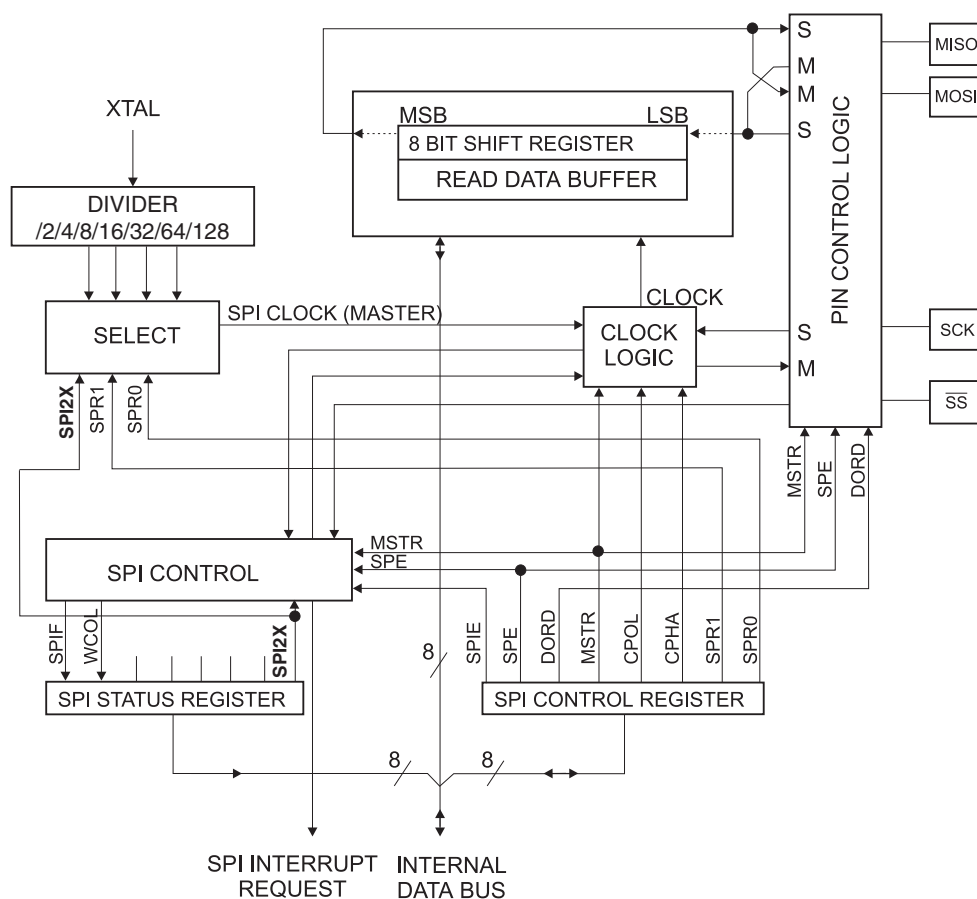 S
MISO
M
MOSI
M
XTAL
MSB
LSB
S
8 BIT SHIFT REGISTER
READ DATA BUFFER
DIVIDER
/2/4/8/16/32/64/128
PIN CONTROL LOGIC
SPI CLOCK (MASTER)
CLOCK
SELECT
CLOCK
LOGIC
S
SCK
M
SS
SPI2X
SPR1
SPR0
MSTR
SPE
DORD
MSTR
SPE
SPI CONTROL
SPIF
WCOL
SPI2X
8
SPIE
SPE
DORD
MSTR
CPOL
CPHA
SPR1
SPR0
SPI STATUS REGISTER
SPI CONTROL REGISTER
8
8
SPI INTERRUPT
REQUEST
INTERNAL
DATA BUS